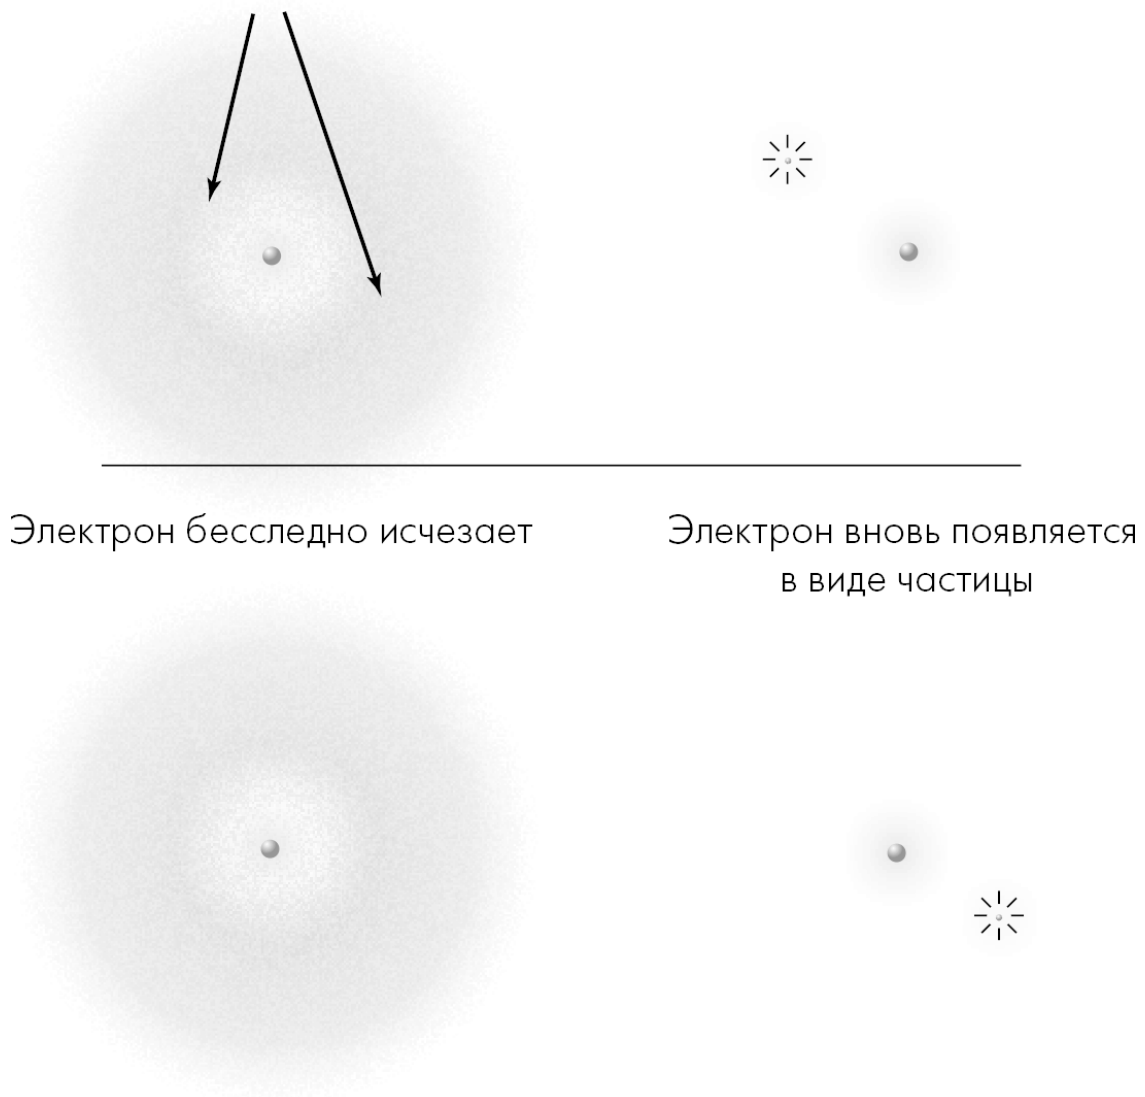 Электрон бесследно исчезает
Электрон вновь появляется
в виде частицы